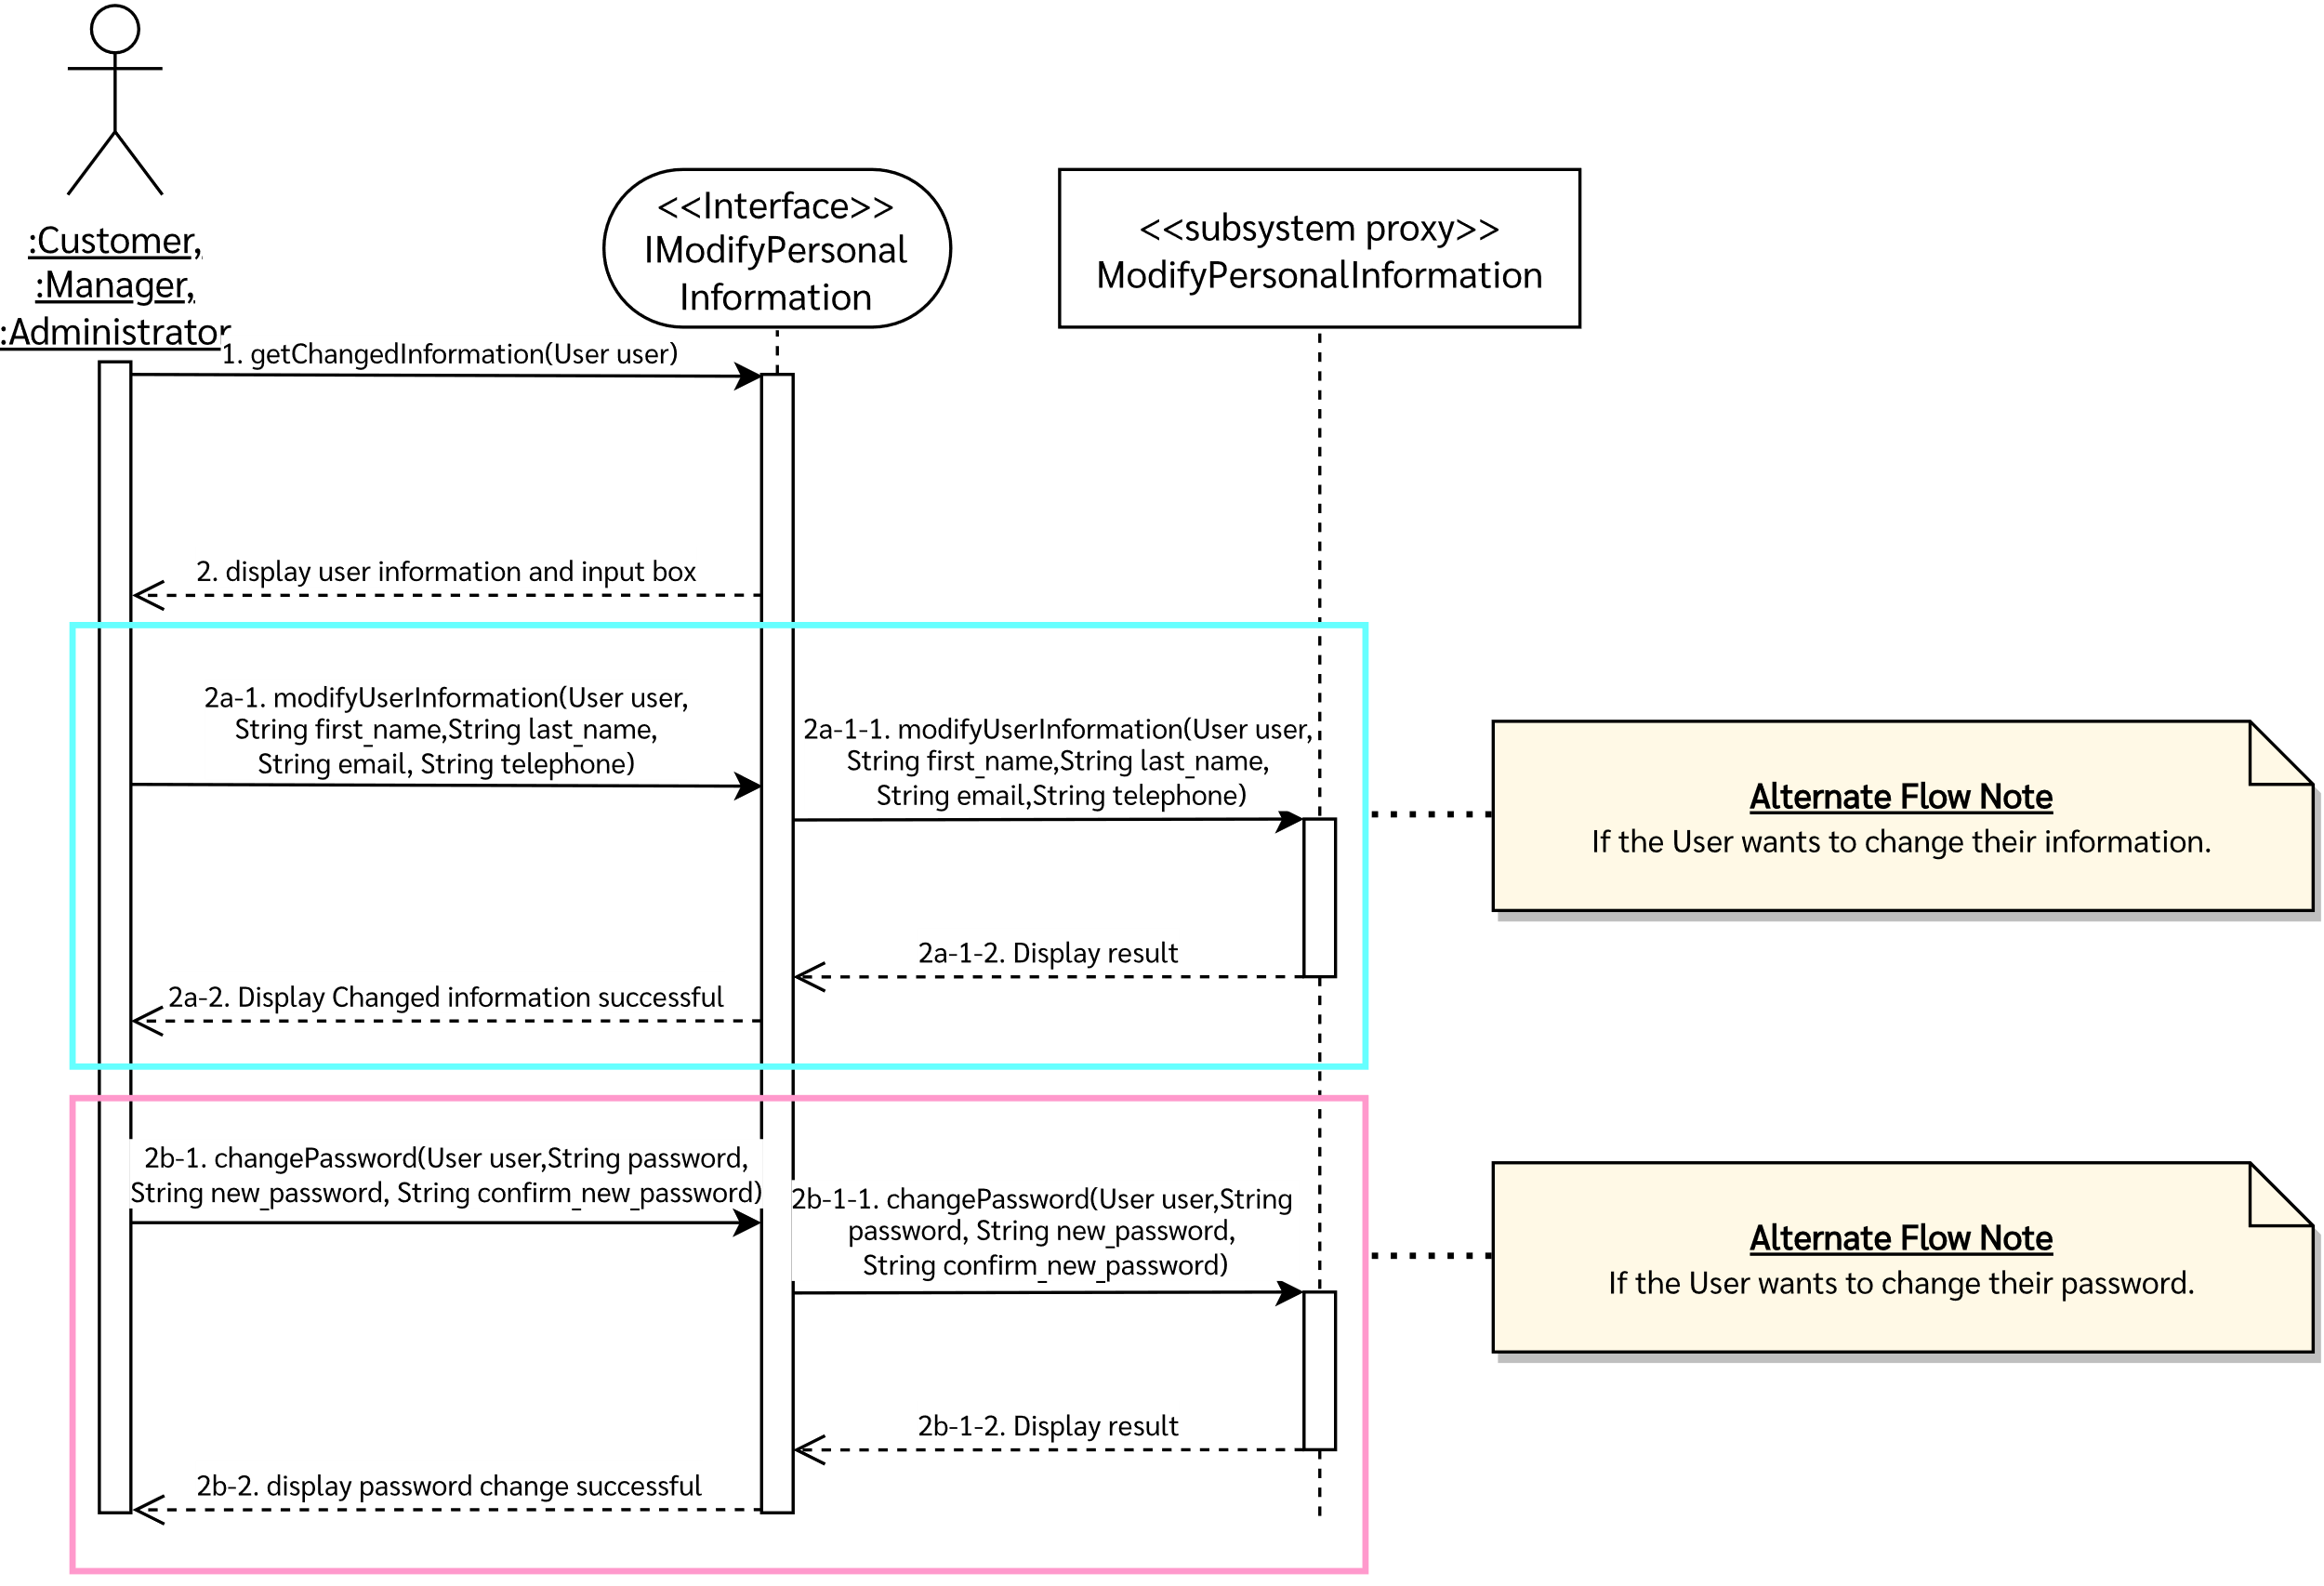 :Customer,
:Manager,
:Administrator
<<Interface>>
IModifyPersonal
Information
<<subsystem proxy>>
ModifyPersonalInformation
1. getChangedInformation(User user)
2. display user information and input box
2a-1. modifyUserInformation(User user,
String first_name,String last_name,
String email, String telephone)
2a-1-1. modifyUserInformation(User user,
String first_name,String last_name,
String email,String telephone)
Alternate Flow Note
If the User wants to change their information.
2a-1-2. Display result
2a-2. Display Changed information successful
2b-1. changePassword(User user,String password,
String new_password, String confirm_new_password)
2b-1-1. changePassword(User user,String
password, String new_password,
String confirm_new_password)
Alternate Flow Note
If the User wants to change their password.
2b-1-2. Display result
2b-2. display password change successful